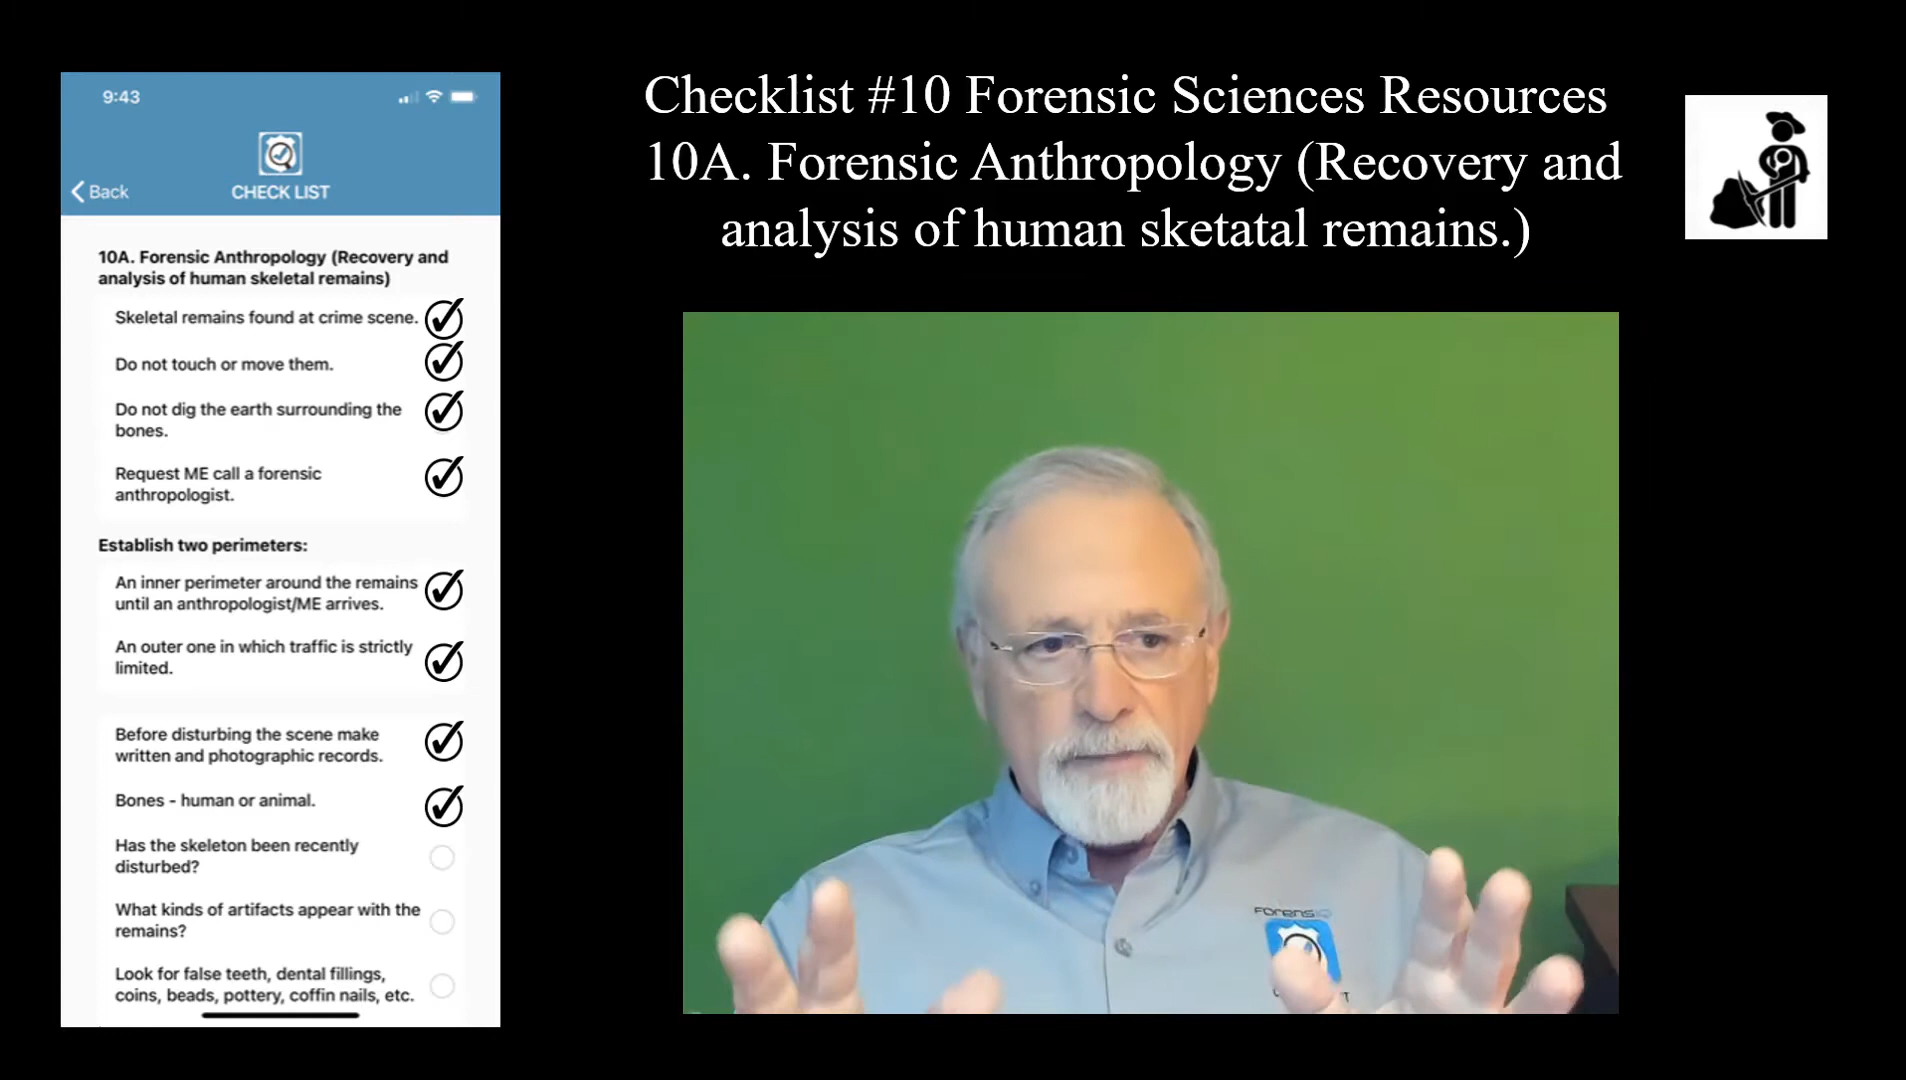 Checklist #10 Forensic Sciences Resources
10A. Forensic Anthropology (Recovery and
analysis of human sketatal remains.)
9:43
Back
CHECK LIST
10A. Forensic Anthropology (Recovery and
analysis of human skeletal remains)
Skeletal remains found at crime scene.
Do not touch or move them.
Do not dig the earth surrounding the
bones.
Request ME call a forensic
anthropologist.
Establish two perimeters:
An inner perimeter around the remains
until an anthropologist/ME arrives.
An outer one in which traffic is strictly
limited.
Before disturbing the scene make
written and photographic records.
Bones - human or animal.
Has the skeleton been recently
disturbed?
What kinds of artifacts appear with the
remains?
Look for false teeth, dental fillings,
coins, beads, pottery, coffin nails, etc.